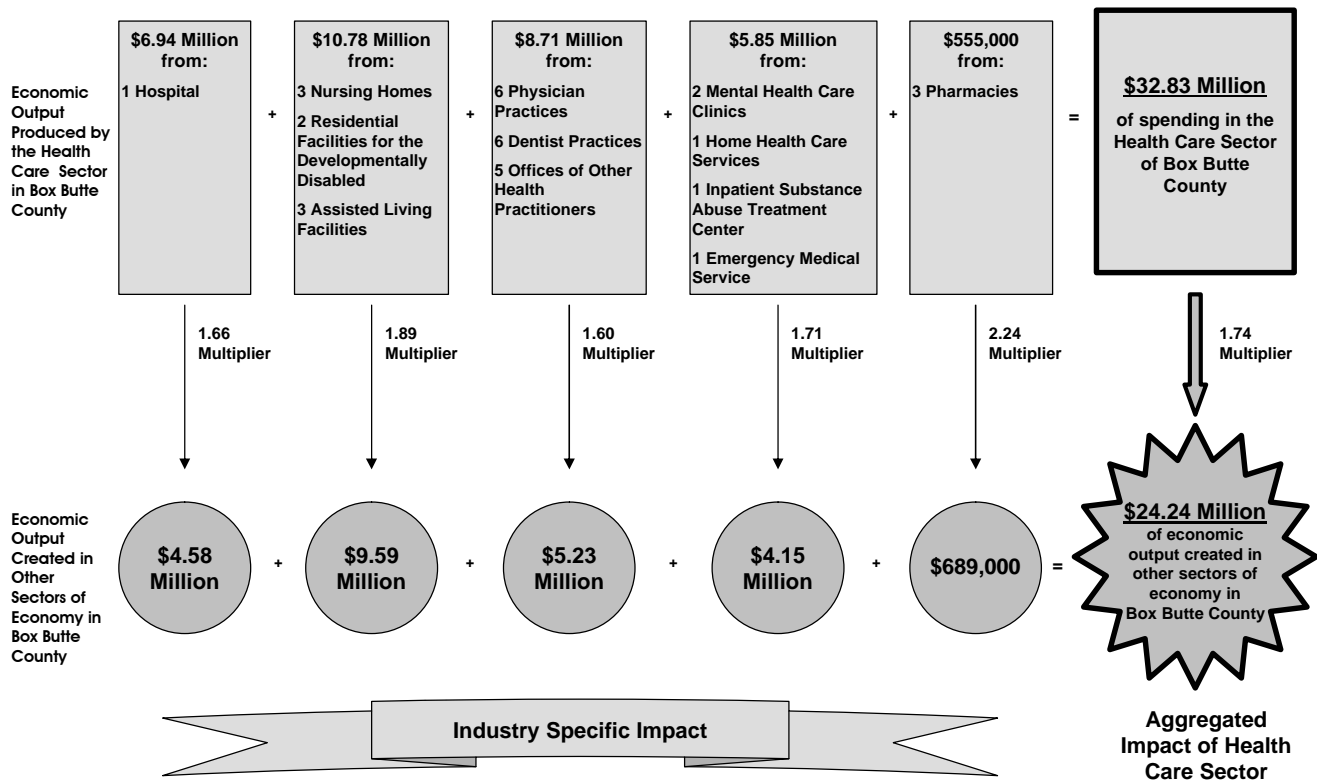 Economic
Output
Produced by
the Health
Care Sector
in Box Butte
County
$6.94 Million
from:
1 Hospital
+
$10.78 Million
from:
3 Nursing Homes
2 Residential
Facilities for the
Developmentally
Disabled
3 Assisted Living
Facilities
+
$8.71 Million
from:
6 Physician
Practices
6 Dentist Practices
5 Offices of Other
Health
Practitioners
+
$5.85 Million
from:
2 Mental Health Care
Clinics
1 Home Health Care
Services
1 Inpatient Substance
Abuse Treatment
Center
1 Emergency Medical
Service
+
$555,000
from:
3 Pharmacies
=
$32.83 Million
of spending in the
Health Care Sector
of Box Butte
County
1.66
Multiplier
1.89
Multiplier
1.60
Multiplier
1.71
Multiplier
2.24
Multiplier
1.74
Multiplier
Economic
Output
Created in
Other
Sectors of
Economy in
Box Butte
County
$4.58
Million
+
$9.59
Million
+
$5.23
Million
+
$4.15
Million
+
$689,000
=
$24.24 Million
of economic
output created in
other sectors of
economy in
Box Butte County
Industry Specific Impact
Aggregated
Impact of Health
Care Sector